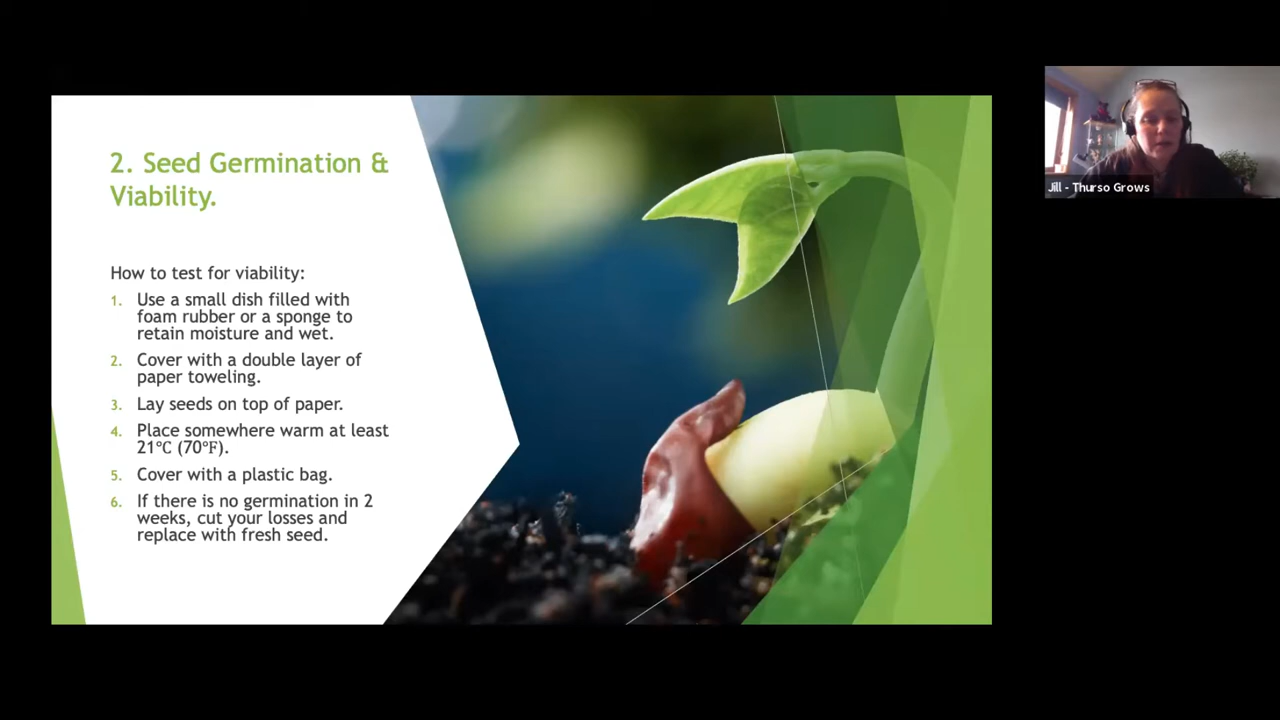 2. Seed Germination &
Viability.
How to test for viability:
1. Use a small dish filled with
foam rubber or a sponge to
retain moisture and wet.
2. Cover with a double layer of
paper toweling.
3. Lay seeds on top of paper.
4. Place somewhere warm at least
21℃ (70℉).
5. Cover with a plastic bag.
6. If there is no germination in 2
weeks, cut your losses and
replace with fresh seed.
Jill - Thurso Grows